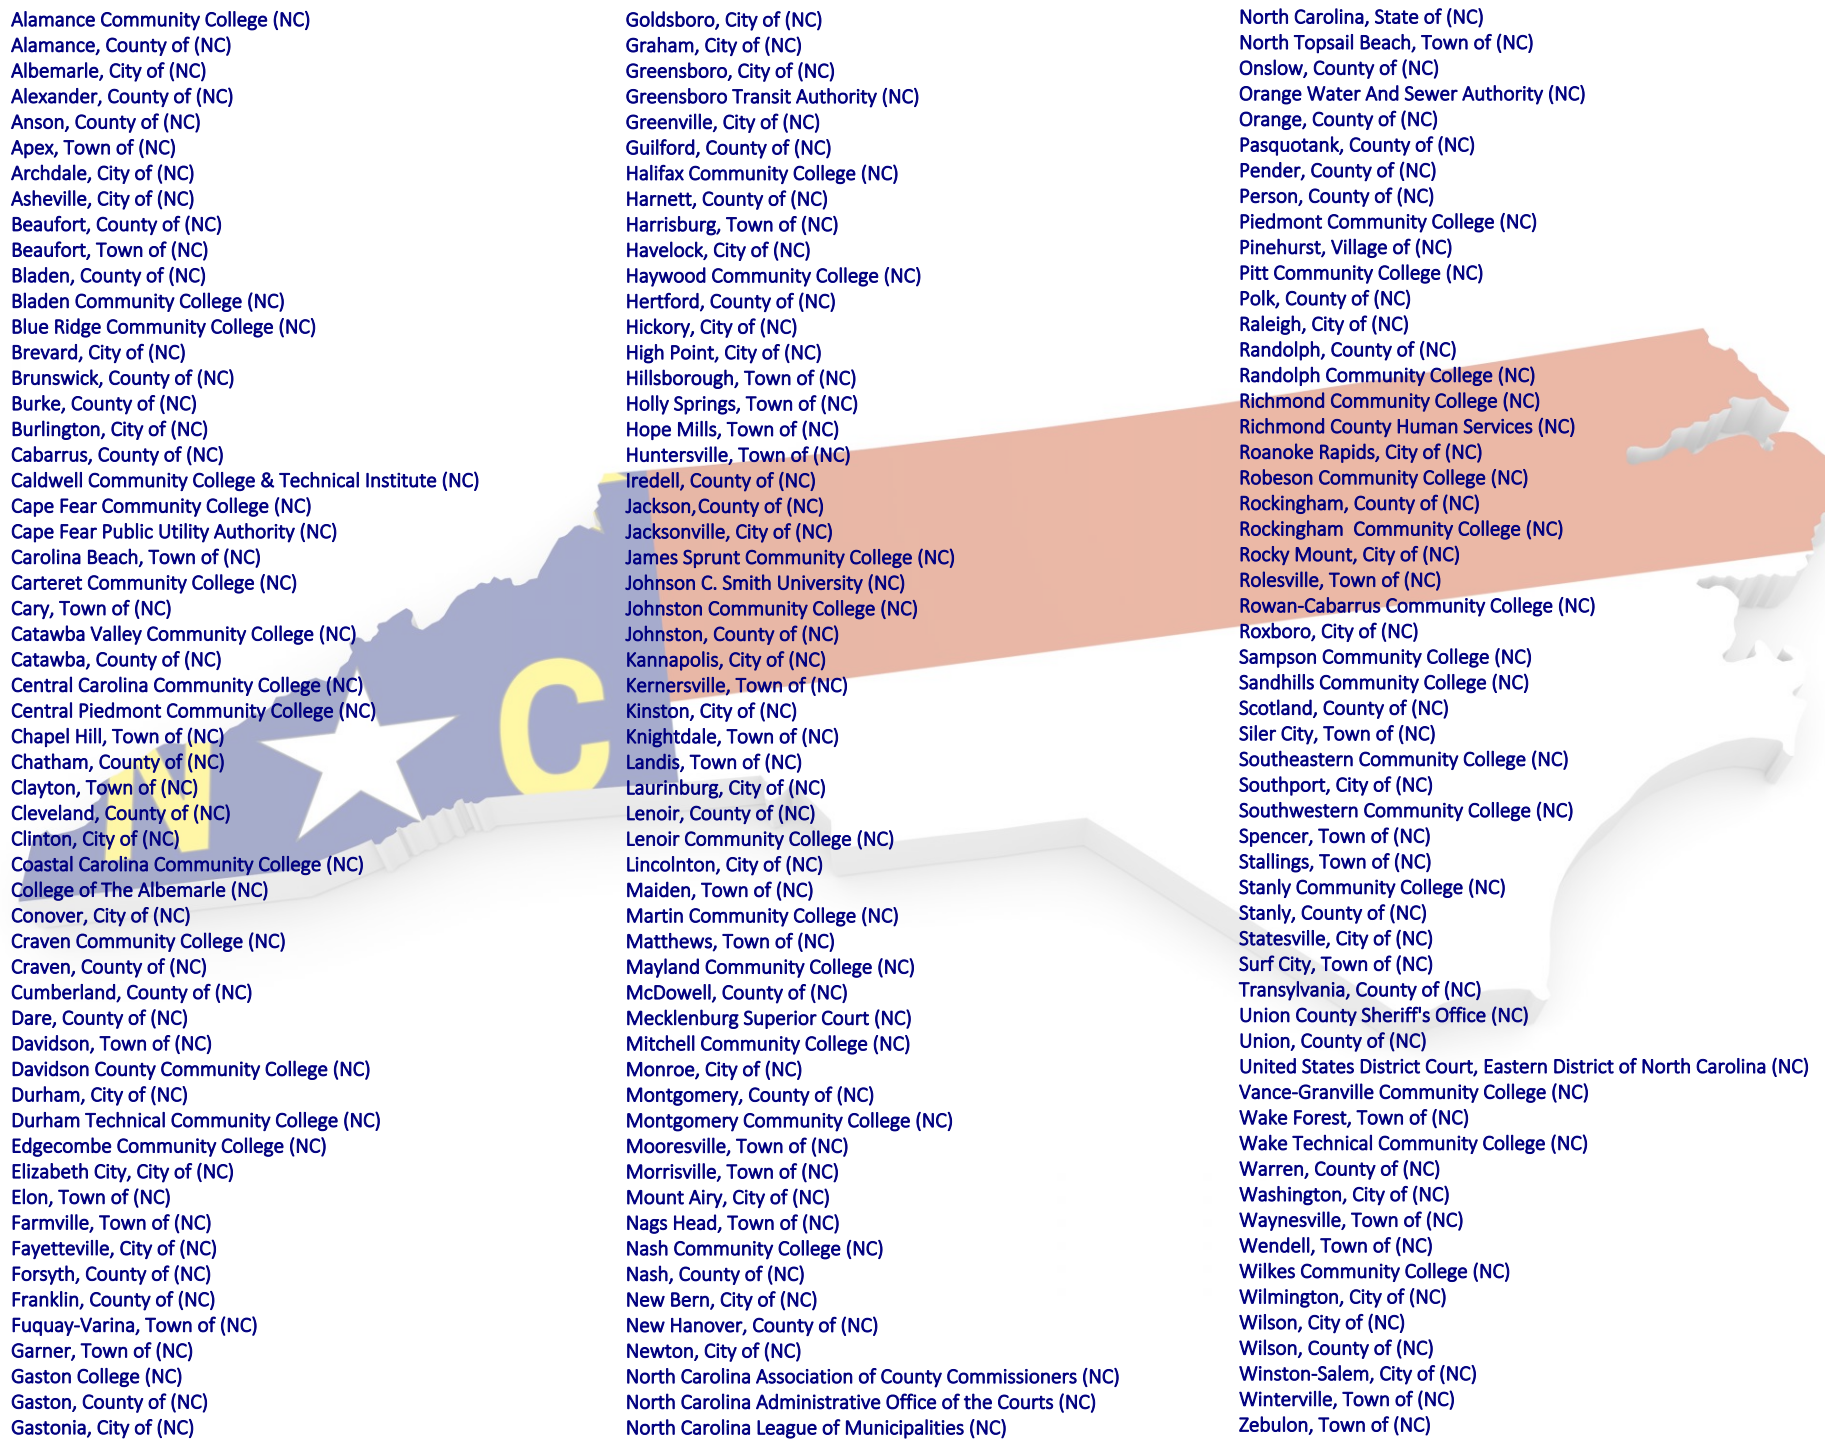 Alamance Community College (NC)
Alamance, County of (NC)
Albemarle, City of (NC)
Alexander, County of (NC)
Anson, County of (NC)
Apex, Town of (NC)
Archdale, City of (NC)
Asheville, City of (NC)
Beaufort, County of (NC)
Beaufort, Town of (NC)
Bladen, County of (NC)
Bladen Community College (NC)
Blue Ridge Community College (NC)
Brevard, City of (NC)
Brunswick, County of (NC)
Burke, County of (NC)
Burlington, City of (NC)
Cabarrus, County of (NC)
Caldwell Community College & Technical Institute (NC)
Cape Fear Community College (NC)
Cape Fear Public Utility Authority (NC)
Carolina Beach, Town of (NC)
Carteret Community College (NC)
Cary, Town of (NC)
Catawba Valley Community College (NC)
Catawba, County of (NC)
Central Carolina Community College (NC)
Central Piedmont Community College (NC)
Chapel Hill, Town of (NC)
Chatham, County of (NC)
Clayton, Town of (NC)
Cleveland, County of (NC)
Clinton, City of (NC)
Coastal Carolina Community College (NC)
College of The Albemarle (NC)
Conover, City of (NC)
Craven Community College (NC)
Craven, County of (NC)
Cumberland, County of (NC)
Dare, County of (NC)
Davidson, Town of (NC)
Davidson County Community College (NC)
Durham, City of (NC)
Durham Technical Community College (NC)
Edgecombe Community College (NC)
Elizabeth City, City of (NC)
Elon, Town of (NC)
Farmville, Town of (NC)
Fayetteville, City of (NC)
Forsyth, County of (NC)
Franklin, County of (NC)
Fuquay-Varina, Town of (NC)
Garner, Town of (NC)
Gaston College (NC)
Gaston, County of (NC)
Gastonia, City of (NC)
Goldsboro, City of (NC)
Graham, City of (NC)
Greensboro, City of (NC)
Greensboro Transit Authority (NC)
Greenville, City of (NC)
Guilford, County of (NC)
Halifax Community College (NC)
Harnett, County of (NC)
Harrisburg, Town of (NC)
Havelock, City of (NC)
Haywood Community College (NC)
Hertford, County of (NC)
Hickory, City of (NC)
High Point, City of (NC)
Hillsborough, Town of (NC)
Holly Springs, Town of (NC)
Hope Mills, Town of (NC)
Huntersville, Town of (NC)
Iredell, County of (NC)
Jackson,County of (NC)
Jacksonville, City of (NC)
James Sprunt Community College (NC)
Johnson C. Smith University (NC)
Johnston Community College (NC)
Johnston, County of (NC)
Kannapolis, City of (NC)
Kernersville, Town of (NC)
Kinston, City of (NC)
Knightdale, Town of (NC)
Landis, Town of (NC)
Laurinburg, City of (NC)
Lenoir, County of (NC)
Lenoir Community College (NC)
Lincolnton, City of (NC)
Maiden, Town of (NC)
Martin Community College (NC)
Matthews, Town of (NC)
Mayland Community College (NC)
McDowell, County of (NC)
Mecklenburg Superior Court (NC)
Mitchell Community College (NC)
Monroe, City of (NC)
Montgomery, County of (NC)
Montgomery Community College (NC)
Mooresville, Town of (NC)
Morrisville, Town of (NC)
Mount Airy, City of (NC)
Nags Head, Town of (NC)
Nash Community College (NC)
Nash, County of (NC)
New Bern, City of (NC)
New Hanover, County of (NC)
Newton, City of (NC)
North Carolina Association of County Commissioners (NC)
North Carolina Administrative Office of the Courts (NC)
North Carolina League of Municipalities (NC)
North Carolina, State of (NC)
North Topsail Beach, Town of (NC)
Onslow, County of (NC)
Orange Water And Sewer Authority (NC)
Orange, County of (NC)
Pasquotank, County of (NC)
Pender, County of (NC)
Person, County of (NC)
Piedmont Community College (NC)
Pinehurst, Village of (NC)
Pitt Community College (NC)
Polk, County of (NC)
Raleigh, City of (NC)
Randolph, County of (NC)
Randolph Community College (NC)
Richmond Community College (NC)
Richmond County Human Services (NC)
Roanoke Rapids, City of (NC)
Robeson Community College (NC)
Rockingham, County of (NC)
Rockingham  Community College (NC)
Rocky Mount, City of (NC)
Rolesville, Town of (NC)
Rowan-Cabarrus Community College (NC)
Roxboro, City of (NC)
Sampson Community College (NC)
Sandhills Community College (NC)
Scotland, County of (NC)
Siler City, Town of (NC)
Southeastern Community College (NC)
Southport, City of (NC)
Southwestern Community College (NC)
Spencer, Town of (NC)
Stallings, Town of (NC)
Stanly Community College (NC)
Stanly, County of (NC)
Statesville, City of (NC)
Surf City, Town of (NC)
Transylvania, County of (NC)
Union County Sheriff's Office (NC)
Union, County of (NC)
United States District Court, Eastern District of North Carolina (NC)
Vance-Granville Community College (NC)
Wake Forest, Town of (NC)
Wake Technical Community College (NC)
Warren, County of (NC)
Washington, City of (NC)
Waynesville, Town of (NC)
Wendell, Town of (NC)
Wilkes Community College (NC)
Wilmington, City of (NC)
Wilson, City of (NC)
Wilson, County of (NC)
Winston-Salem, City of (NC)
Winterville, Town of (NC)
Zebulon, Town of (NC)
N C